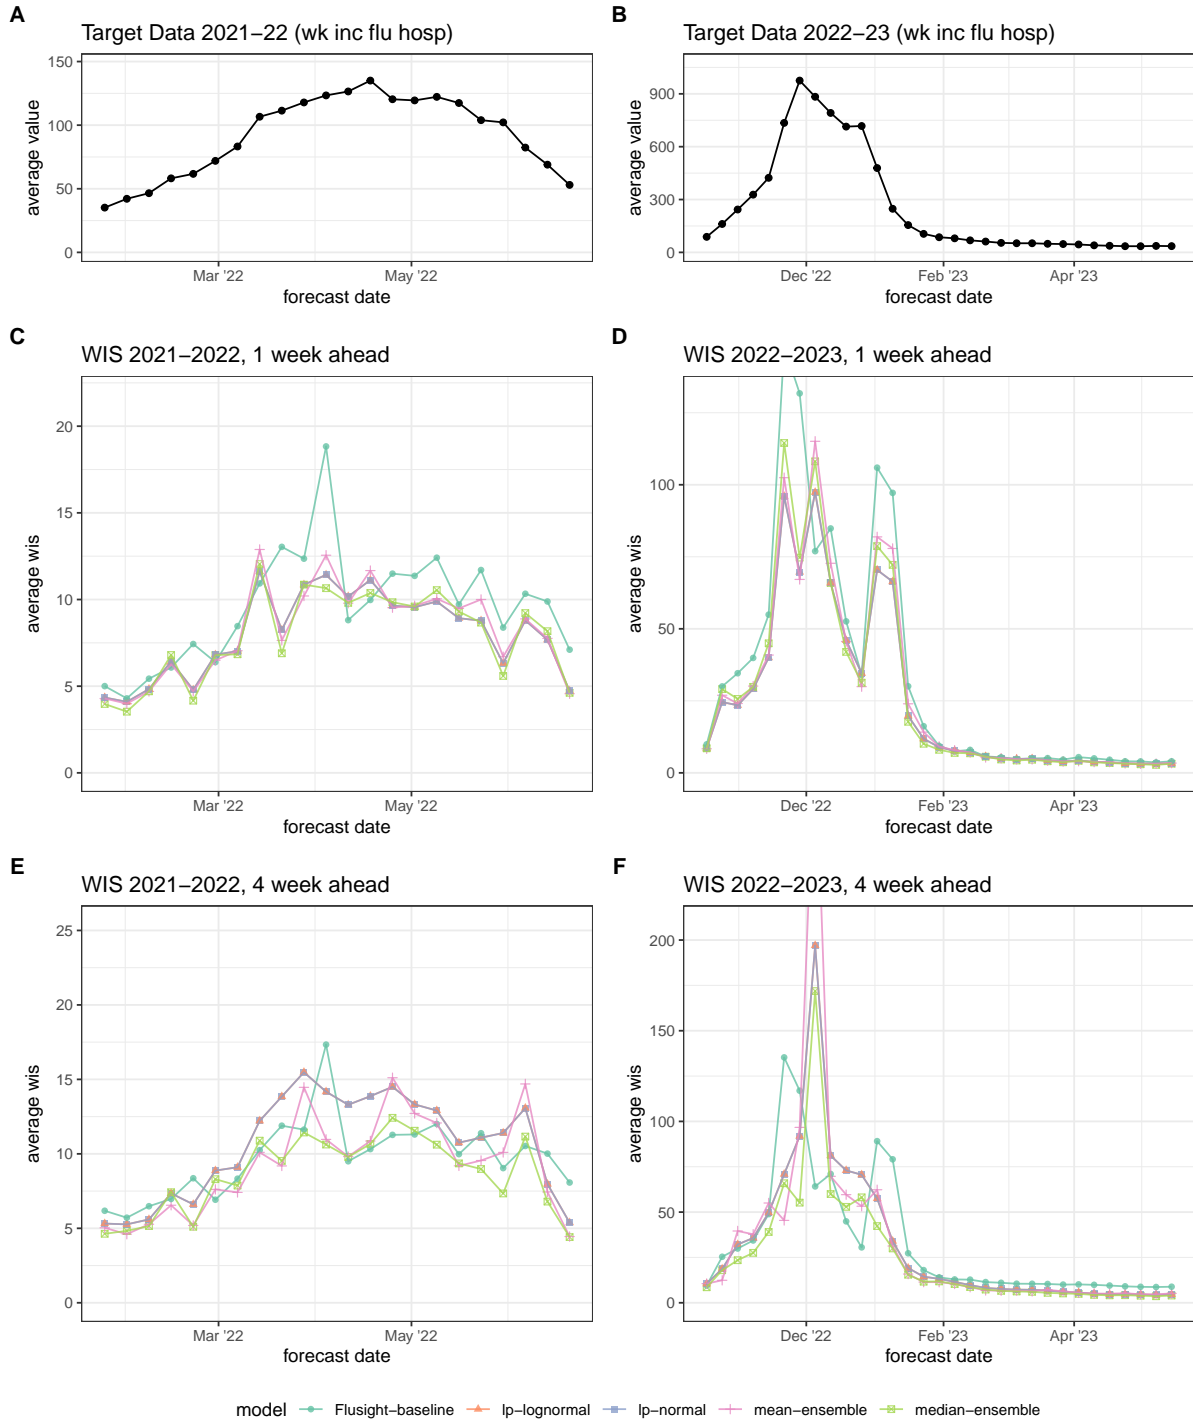 A
Target Data 2021−22 (wk inc flu hosp)
average value
150
100
50
0
Mar '22
May '22
forecast date
B
Target Data 2022−23 (wk inc flu hosp)
average value
900
600
300
0
Dec '22
Feb '23
Apr '23
forecast date
C
WIS 2021−2022, 1 week ahead
average wis
20
15
10
5
0
Mar '22
May '22
forecast date
D
WIS 2022−2023, 1 week ahead
average wis
100
50
0
Dec '22
Feb '23
Apr '23
forecast date
E
WIS 2021−2022, 4 week ahead
average wis
25
20
15
10
5
0
Mar '22
May '22
forecast date
F
WIS 2022−2023, 4 week ahead
average wis
200
150
100
50
0
Dec '22
Feb '23
Apr '23
forecast date
model Flusight−baseline lp−lognormal lp−normal mean−ensemble median−ensemble